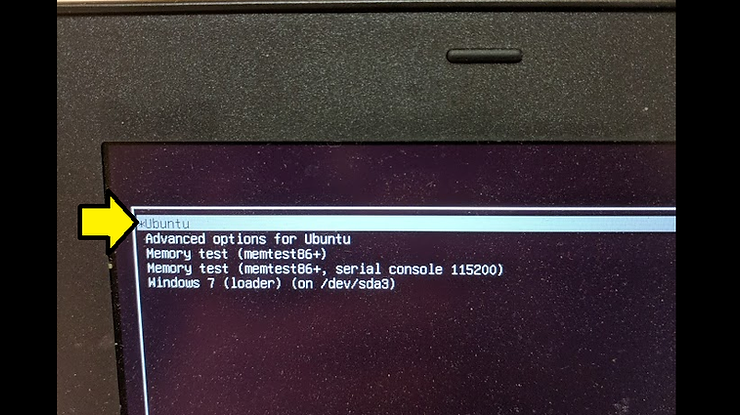 *Ubuntu
Advanced options for Ubuntu
Memory test (memtest86+)
Memory test (memtest86+, serial console 115200)
Windows 7 (loader) (on /dev/sda3)